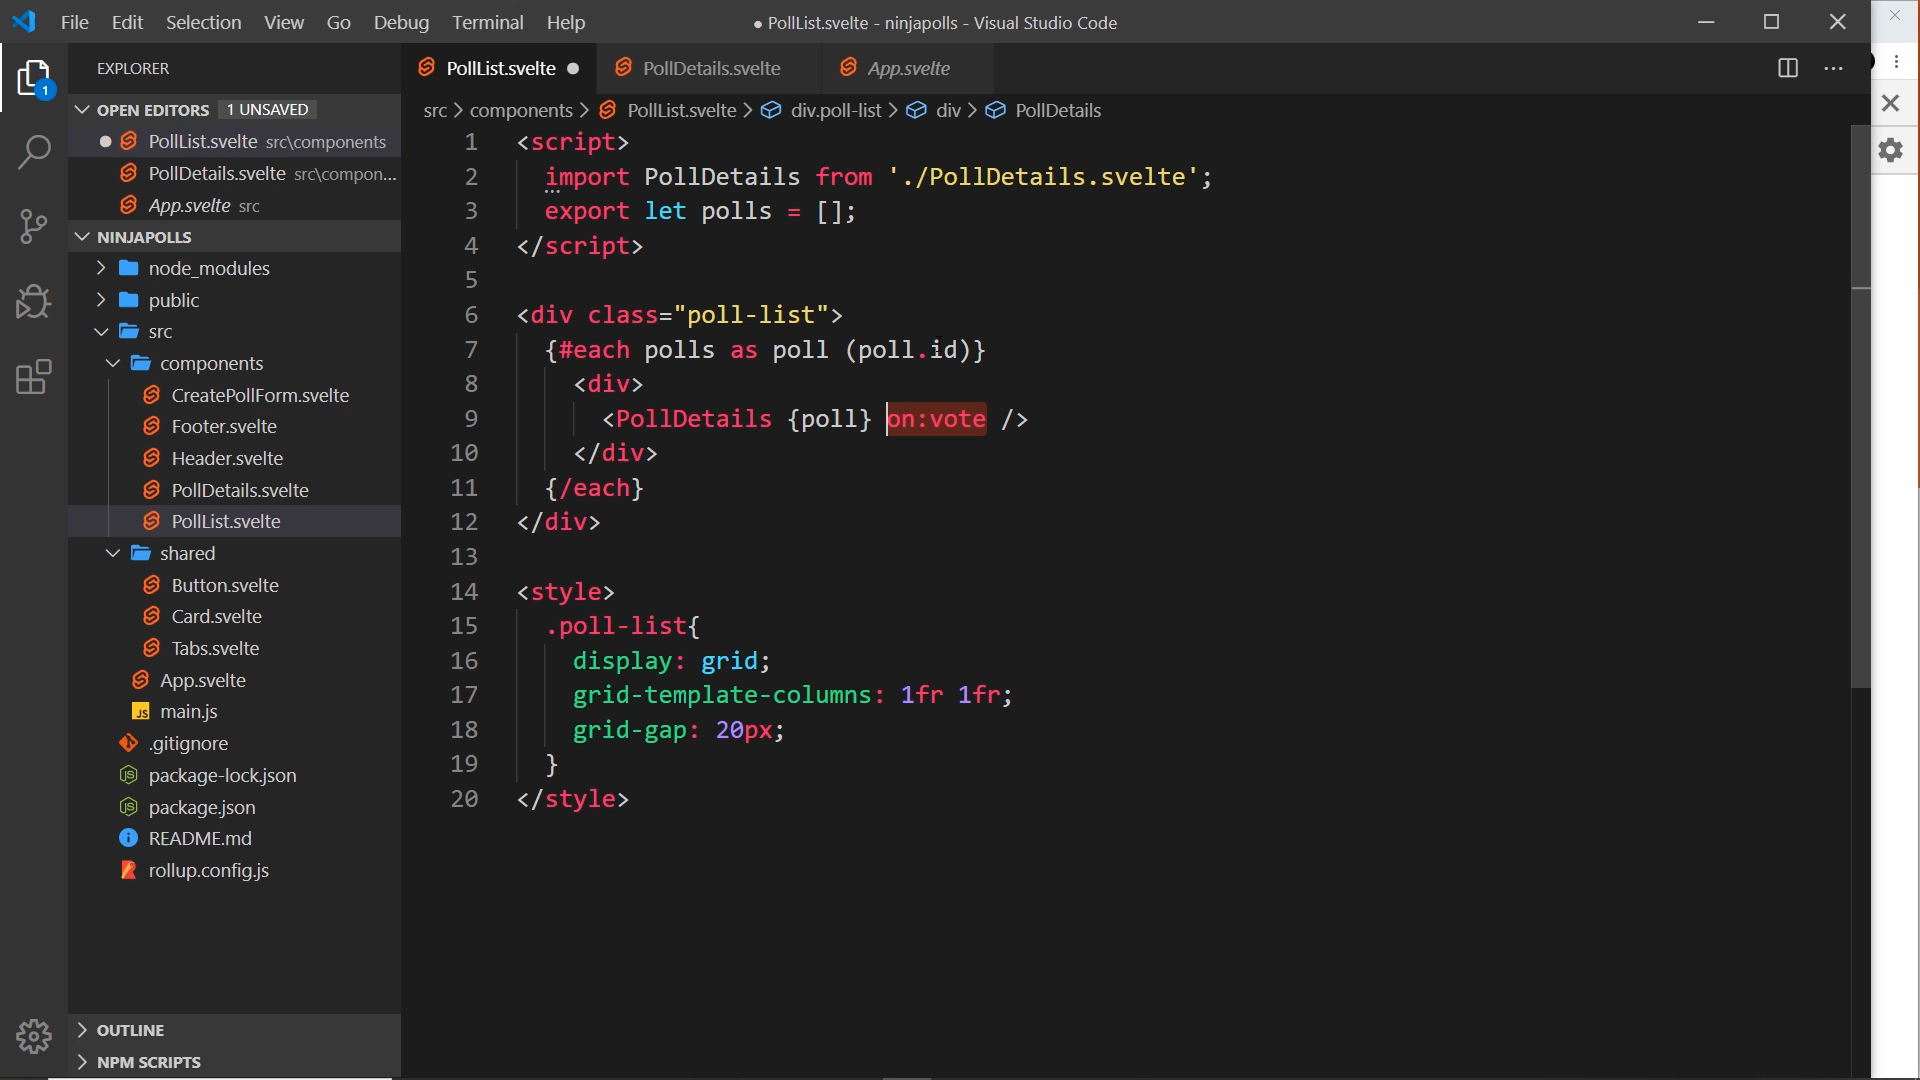 File Edit Selection View Go Debug Terminal Help
● PollList.svelte - ninjapolls - Visual Studio Code
EXPLORER
PollList.svelte
PollDetails.svelte
App.svelte
OPEN EDITORS 1 UNSAVED
src > components > PollList.svelte > div.poll-list > div > PollDetails
PollList.svelte src\components
PollDetails.svelte src\compon...
App.svelte src
NINJAPOLLS
node_modules
public
src
components
CreatePollForm.svelte
Footer.svelte
Header.svelte
PollDetails.svelte
PollList.svelte
shared
Button.svelte
Card.svelte
Tabs.svelte
App.svelte
main.js
.gitignore
package-lock.json
package.json
README.md
rollup.config.js
OUTLINE
NPM SCRIPTS
1
1 <script>
2 import PollDetails from './PollDetails.svelte';
3 export let polls = [];
4 </script>
5
6 <div class="poll-list">
7 {#each polls as poll (poll.id)}
8 <div>
9 <PollDetails {poll} on:vote />
10 </div>
11 {/each}
12 </div>
13
14 <style>
15 .poll-list{
16 display: grid;
17 grid-template-columns: 1fr 1fr;
18 grid-gap: 20px;
19 }
20 </style>